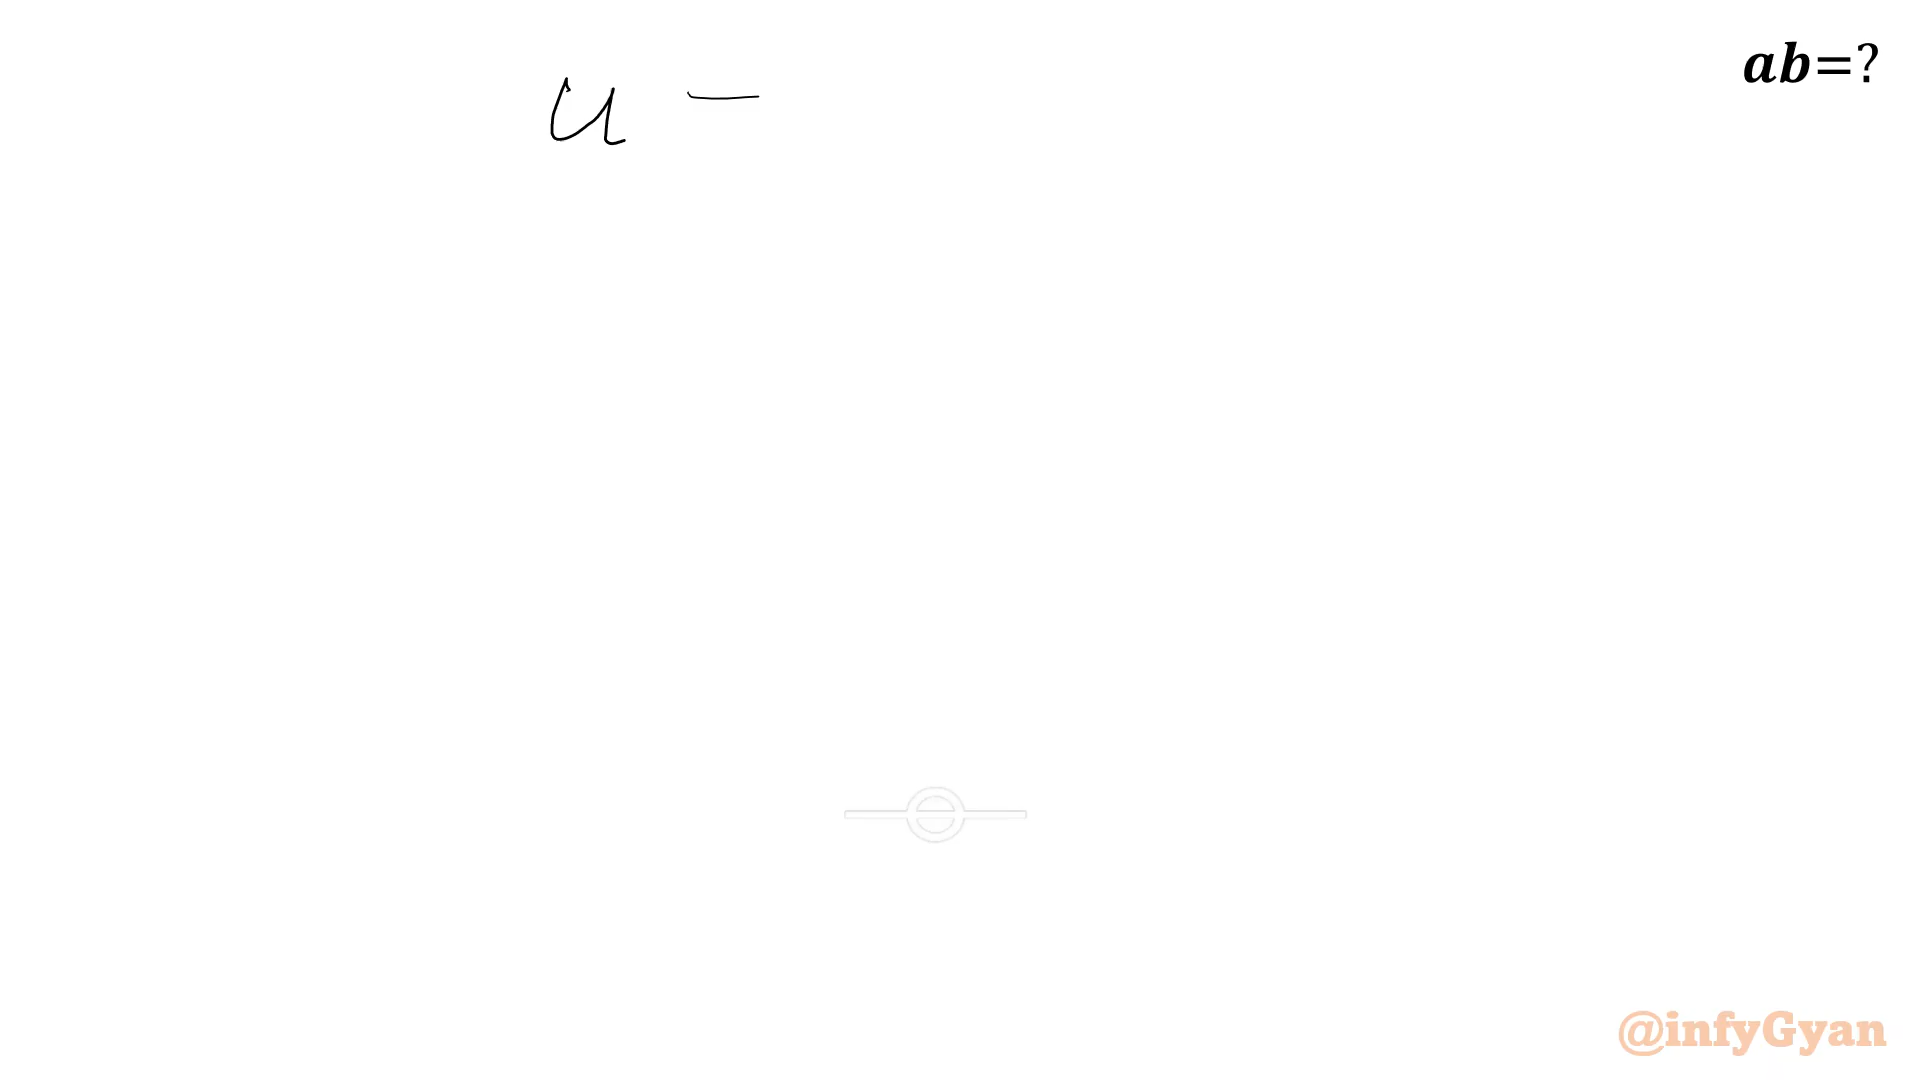 u —
ab=?
@infyGyan